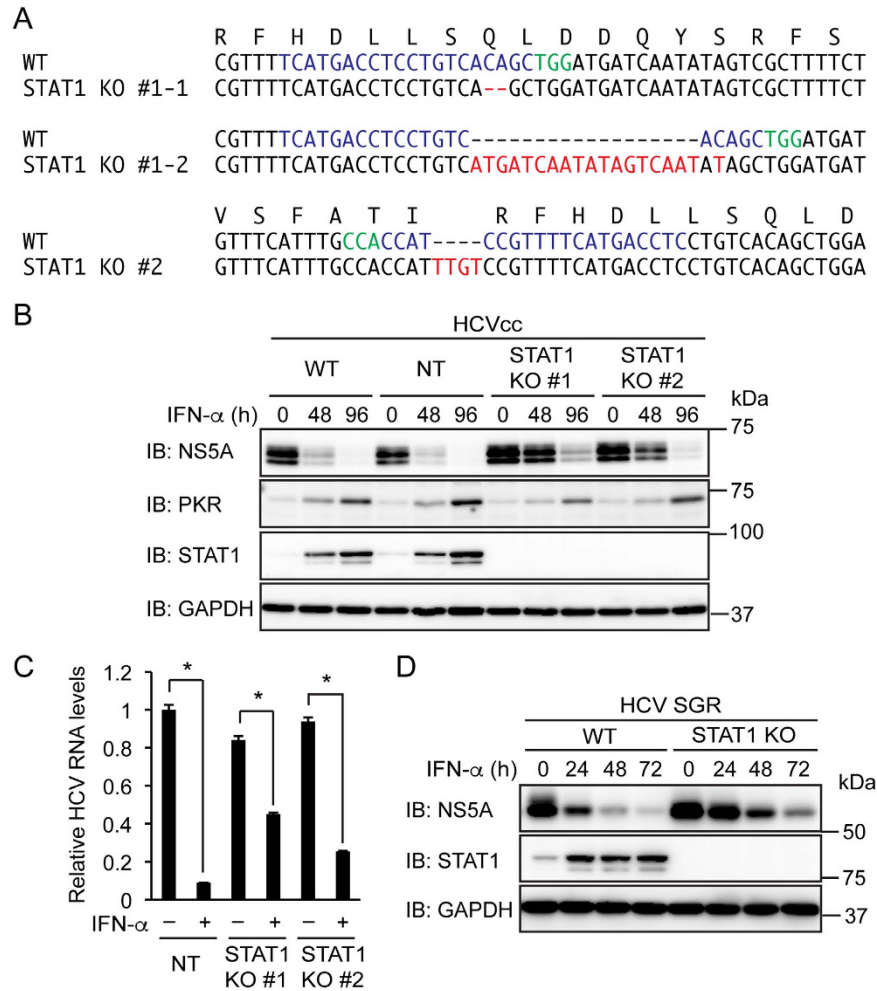 A
R F H D L L S Q L D D Q Y S R F S
WT CGTTTTCATGACCTCCTGTCACAGCTGGATGATCAATATAGTCGCTTTTCT
STAT1 KO #1-1 CGTTTTCATGACCTCCTGTCA--GCTGGATGATCAATATAGTCGCTTTTCT
WT CGTTTTCATGACCTCCTGTC------------------ACAGCTGGATGAT
STAT1 KO #1-2 CGTTTTCATGACCTCCTGTCATGATCAATATAGTCAATATAGCTGGATGAT
V S F A T I R F H D L L S Q L D
WT GTTTCATTTGCCACCAT----CCGTTTTCATGACCTCCTGTCACAGCTGGA
STAT1 KO #2 GTTTCATTTGCCACCATTTGTCCGTTTTCATGACCTCCTGTCACAGCTGGA
B
HCVcc
WT NT STAT1 KO #1 STAT1 KO #2
kDa
IFN-α (h) 0 48 96 0 48 96 0 48 96 0 48 96
75
IB: NS5A
75
IB: PKR
100
IB: STAT1
IB: GAPDH
37
C
Relative HCV RNA levels
1.2
1
0.8
0.6
0.4
0.2
0
* * *
IFN-α – + – + – +
NT STAT1 KO #1 STAT1 KO #2
D
HCV SGR
WT STAT1 KO
IFN-α (h) 0 24 48 72 0 24 48 72
kDa
IB: NS5A
50
IB: STAT1
75
IB: GAPDH
37